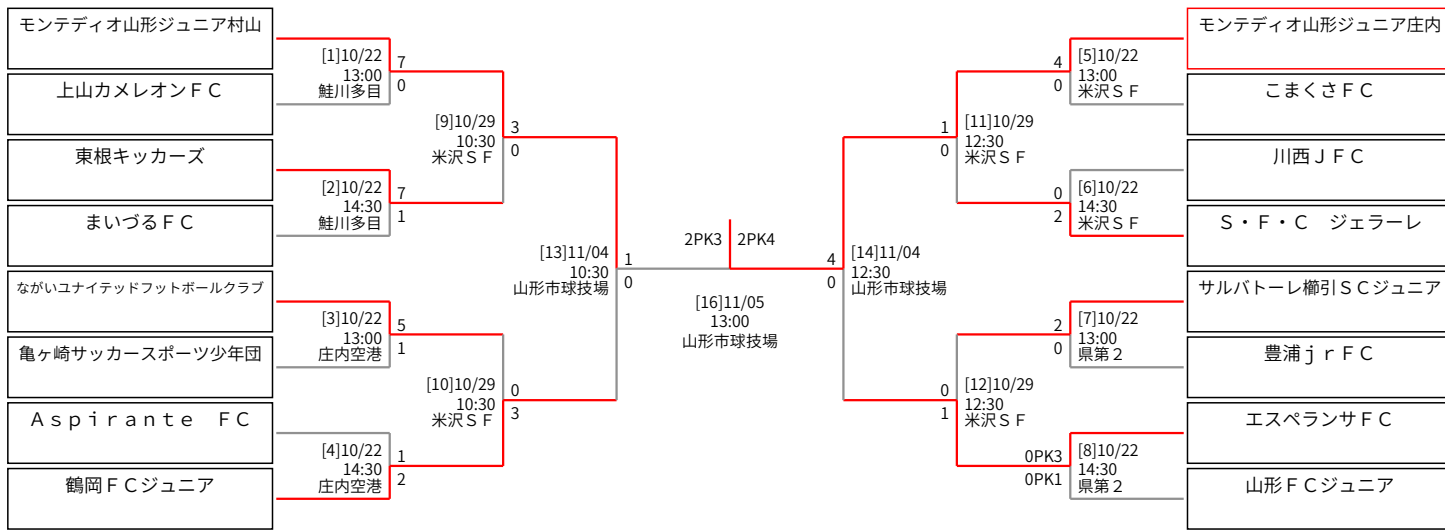 モンテディオ山形ジュニア村山
上山カメレオンＦＣ
東根キッカーズ
まいづるＦＣ
ながいユナイテッドフットボールクラブ
亀ヶ崎サッカースポーツ少年団
Ａｓｐｉｒａｎｔｅ　ＦＣ
鶴岡ＦＣジュニア
[1]10/22
13:00
鮭川多目
7
0
[2]10/22
14:30
鮭川多目
7
1
[3]10/22
13:00
庄内空港
5
1
[4]10/22
14:30
庄内空港
1
2
[9]10/29
10:30
米沢ＳＦ
3
0
[10]10/29
10:30
米沢ＳＦ
0
3
[13]11/04
10:30
山形市球技場
1
0
2PK3
2PK4
[16]11/05
13:00
山形市球技場
4
0
[14]11/04
12:30
山形市球技場
1
0
[11]10/29
12:30
米沢ＳＦ
0
1
[12]10/29
12:30
米沢ＳＦ
4
0
[5]10/22
13:00
米沢ＳＦ
0
2
[6]10/22
14:30
米沢ＳＦ
2
0
[7]10/22
13:00
県第２
0PK3
0PK1
[8]10/22
14:30
県第２
モンテディオ山形ジュニア庄内
こまくさＦＣ
川西ＪＦＣ
Ｓ・Ｆ・Ｃ　ジェラーレ
サルバトーレ櫛引ＳＣジュニア
豊浦ｊｒＦＣ
エスペランサＦＣ
山形ＦＣジュニア